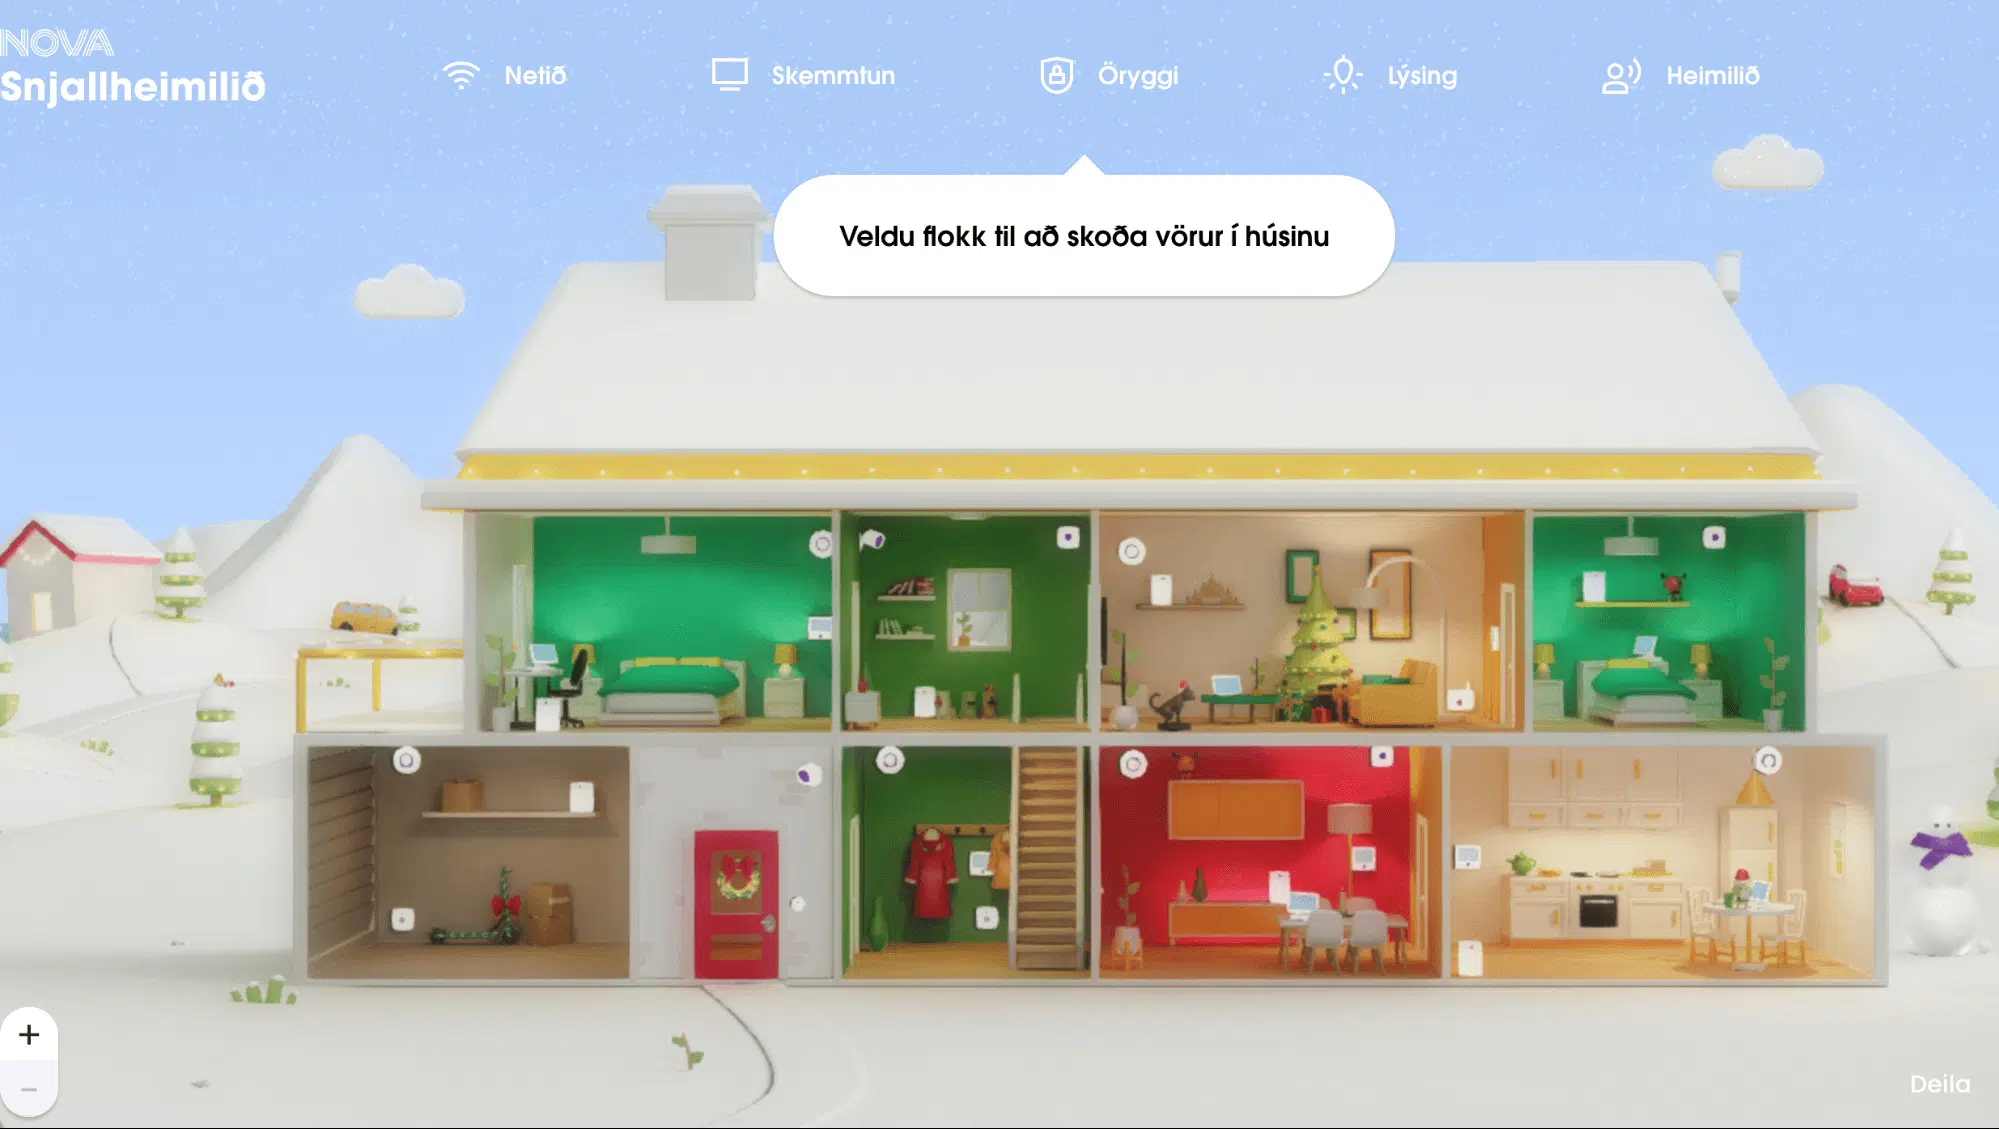 NOVA
Snjallheimilið
Netið
Skemmtun
Öryggi
Lýsing
Heimilið
Veldu flokk til að skoða vörur í húsinu
+
−
Deila